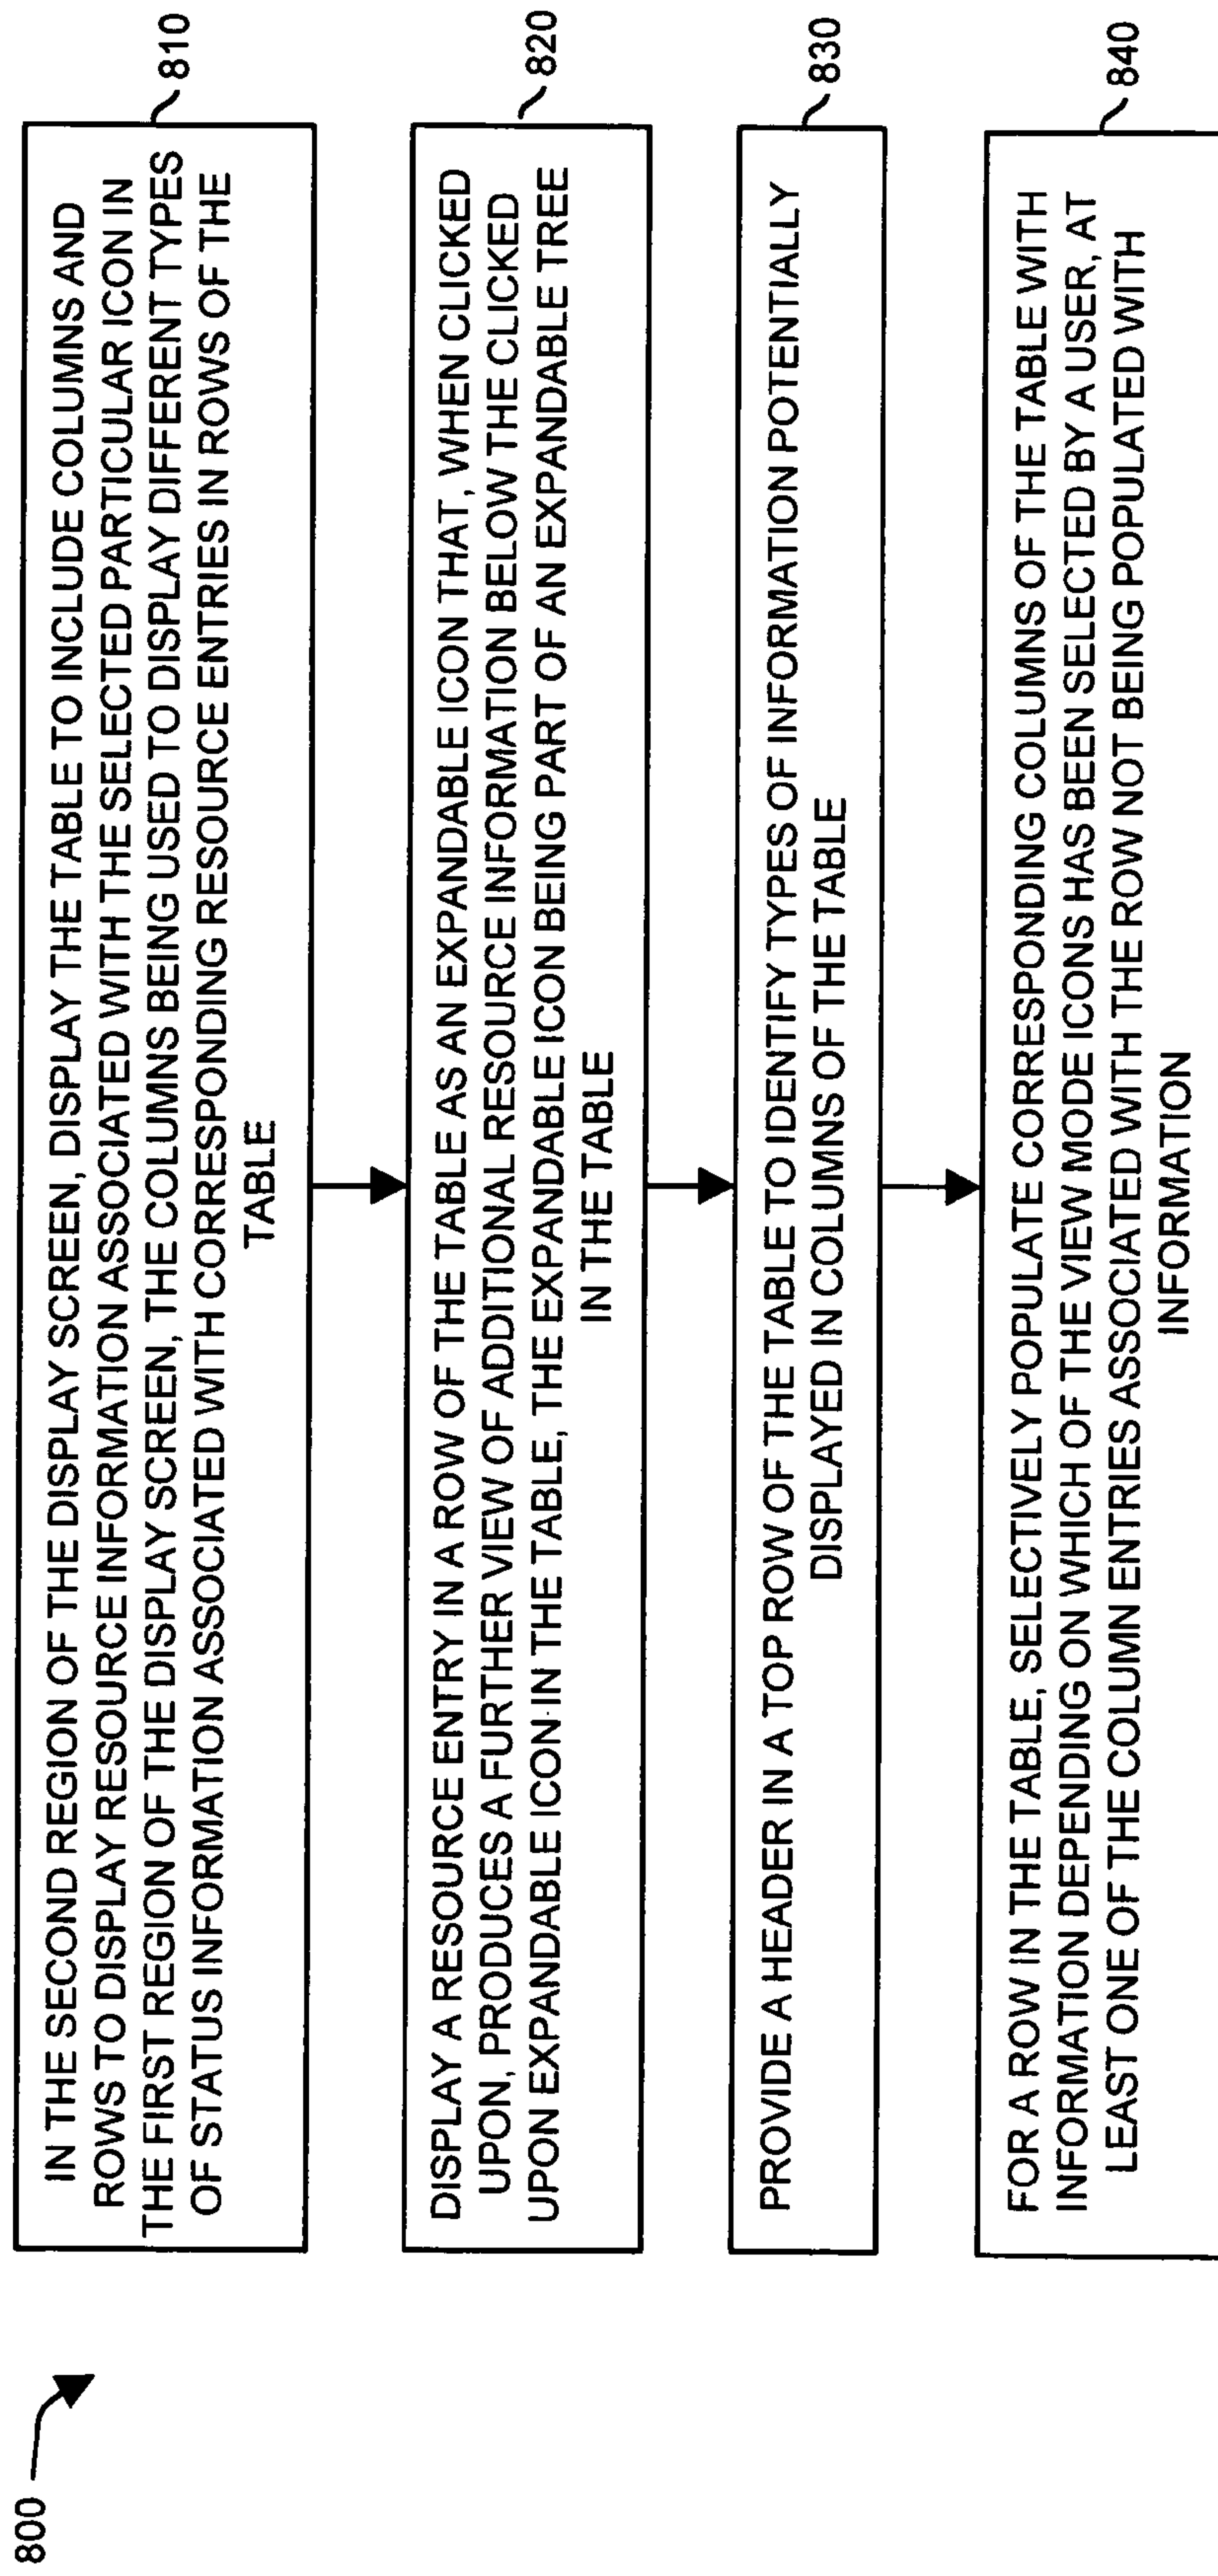 800
IN THE SECOND REGION OF THE DISPLAY SCREEN, DISPLAY THE TABLE TO INCLUDE COLUMNS AND
ROWS TO DISPLAY RESOURCE INFORMATION ASSOCIATED WITH THE SELECTED PARTICULAR ICON IN
THE FIRST REGION OF THE DISPLAY SCREEN, THE COLUMNS BEING USED TO DISPLAY DIFFERENT TYPES
OF STATUS INFORMATION ASSOCIATED WITH CORRESPONDING RESOURCE ENTRIES IN ROWS OF THE
TABLE
810
DISPLAY A RESOURCE ENTRY IN A ROW OF THE TABLE AS AN EXPANDABLE ICON THAT, WHEN CLICKED
UPON, PRODUCES A FURTHER VIEW OF ADDITIONAL RESOURCE INFORMATION BELOW THE CLICKED
UPON EXPANDABLE ICON IN THE TABLE, THE EXPANDABLE ICON BEING PART OF AN EXPANDABLE TREE
IN THE TABLE
820
PROVIDE A HEADER IN A TOP ROW OF THE TABLE TO IDENTIFY TYPES OF INFORMATION POTENTIALLY
DISPLAYED IN COLUMNS OF THE TABLE
830
FOR A ROW IN THE TABLE, SELECTIVELY POPULATE CORRESPONDING COLUMNS OF THE TABLE WITH
INFORMATION DEPENDING ON WHICH OF THE VIEW MODE ICONS HAS BEEN SELECTED BY A USER, AT
LEAST ONE OF THE COLUMN ENTRIES ASSOCIATED WITH THE ROW NOT BEING POPULATED WITH
INFORMATION
840